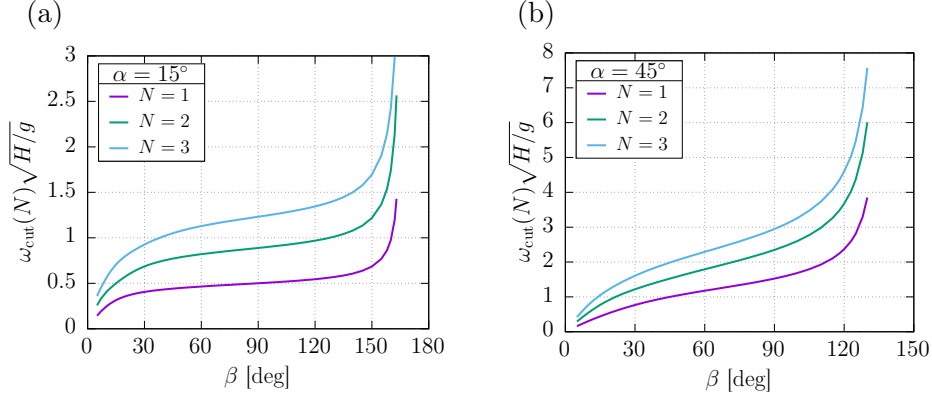 (a)
α = 15°
N = 1
N = 2
N = 3
3
2.5
2
1.5
1
0.5
0
0 30 60 90 120 150 180
ω_cut(N)√H/g
β [deg]
(b)
α = 45°
N = 1
N = 2
N = 3
8
7
6
5
4
3
2
1
0
0 30 60 90 120 150
ω_cut(N)√H/g
β [deg]